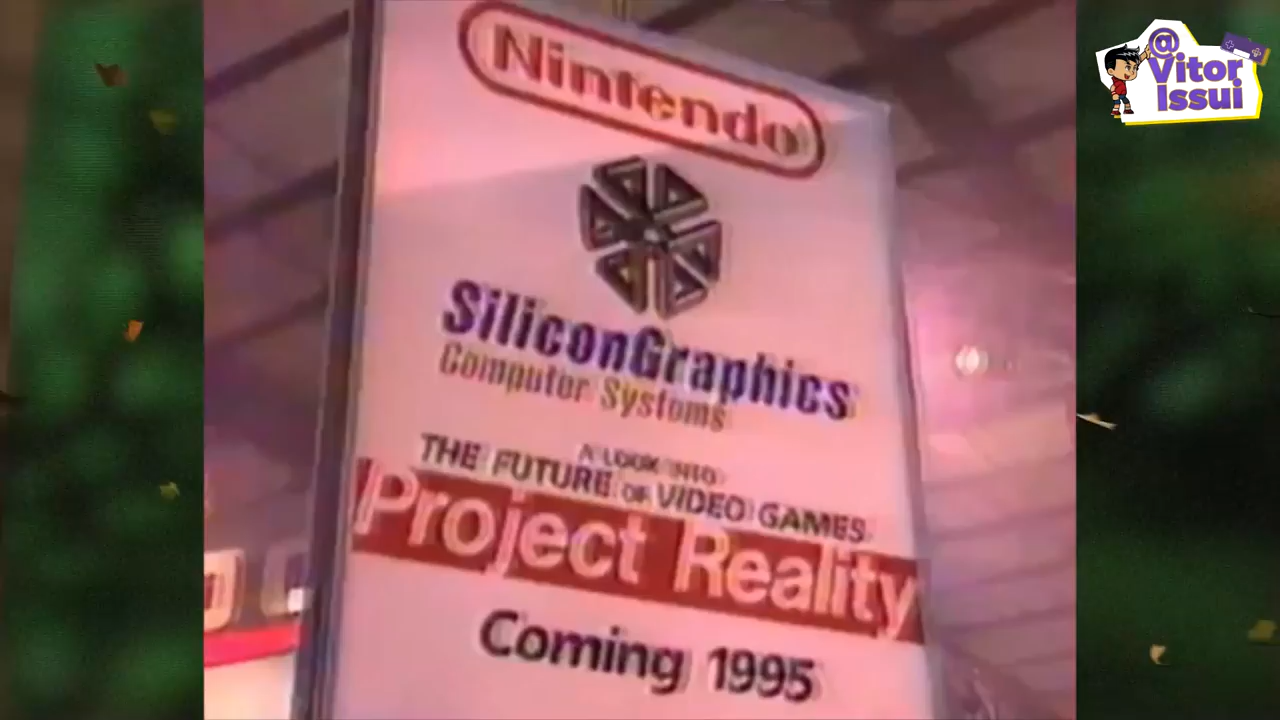 Nintendo
SiliconGraphics
Computer Systems
A LOOK INTO
THE FUTURE OF VIDEO GAMES
Project Reality
Coming 1995
@
Vitor
Issui